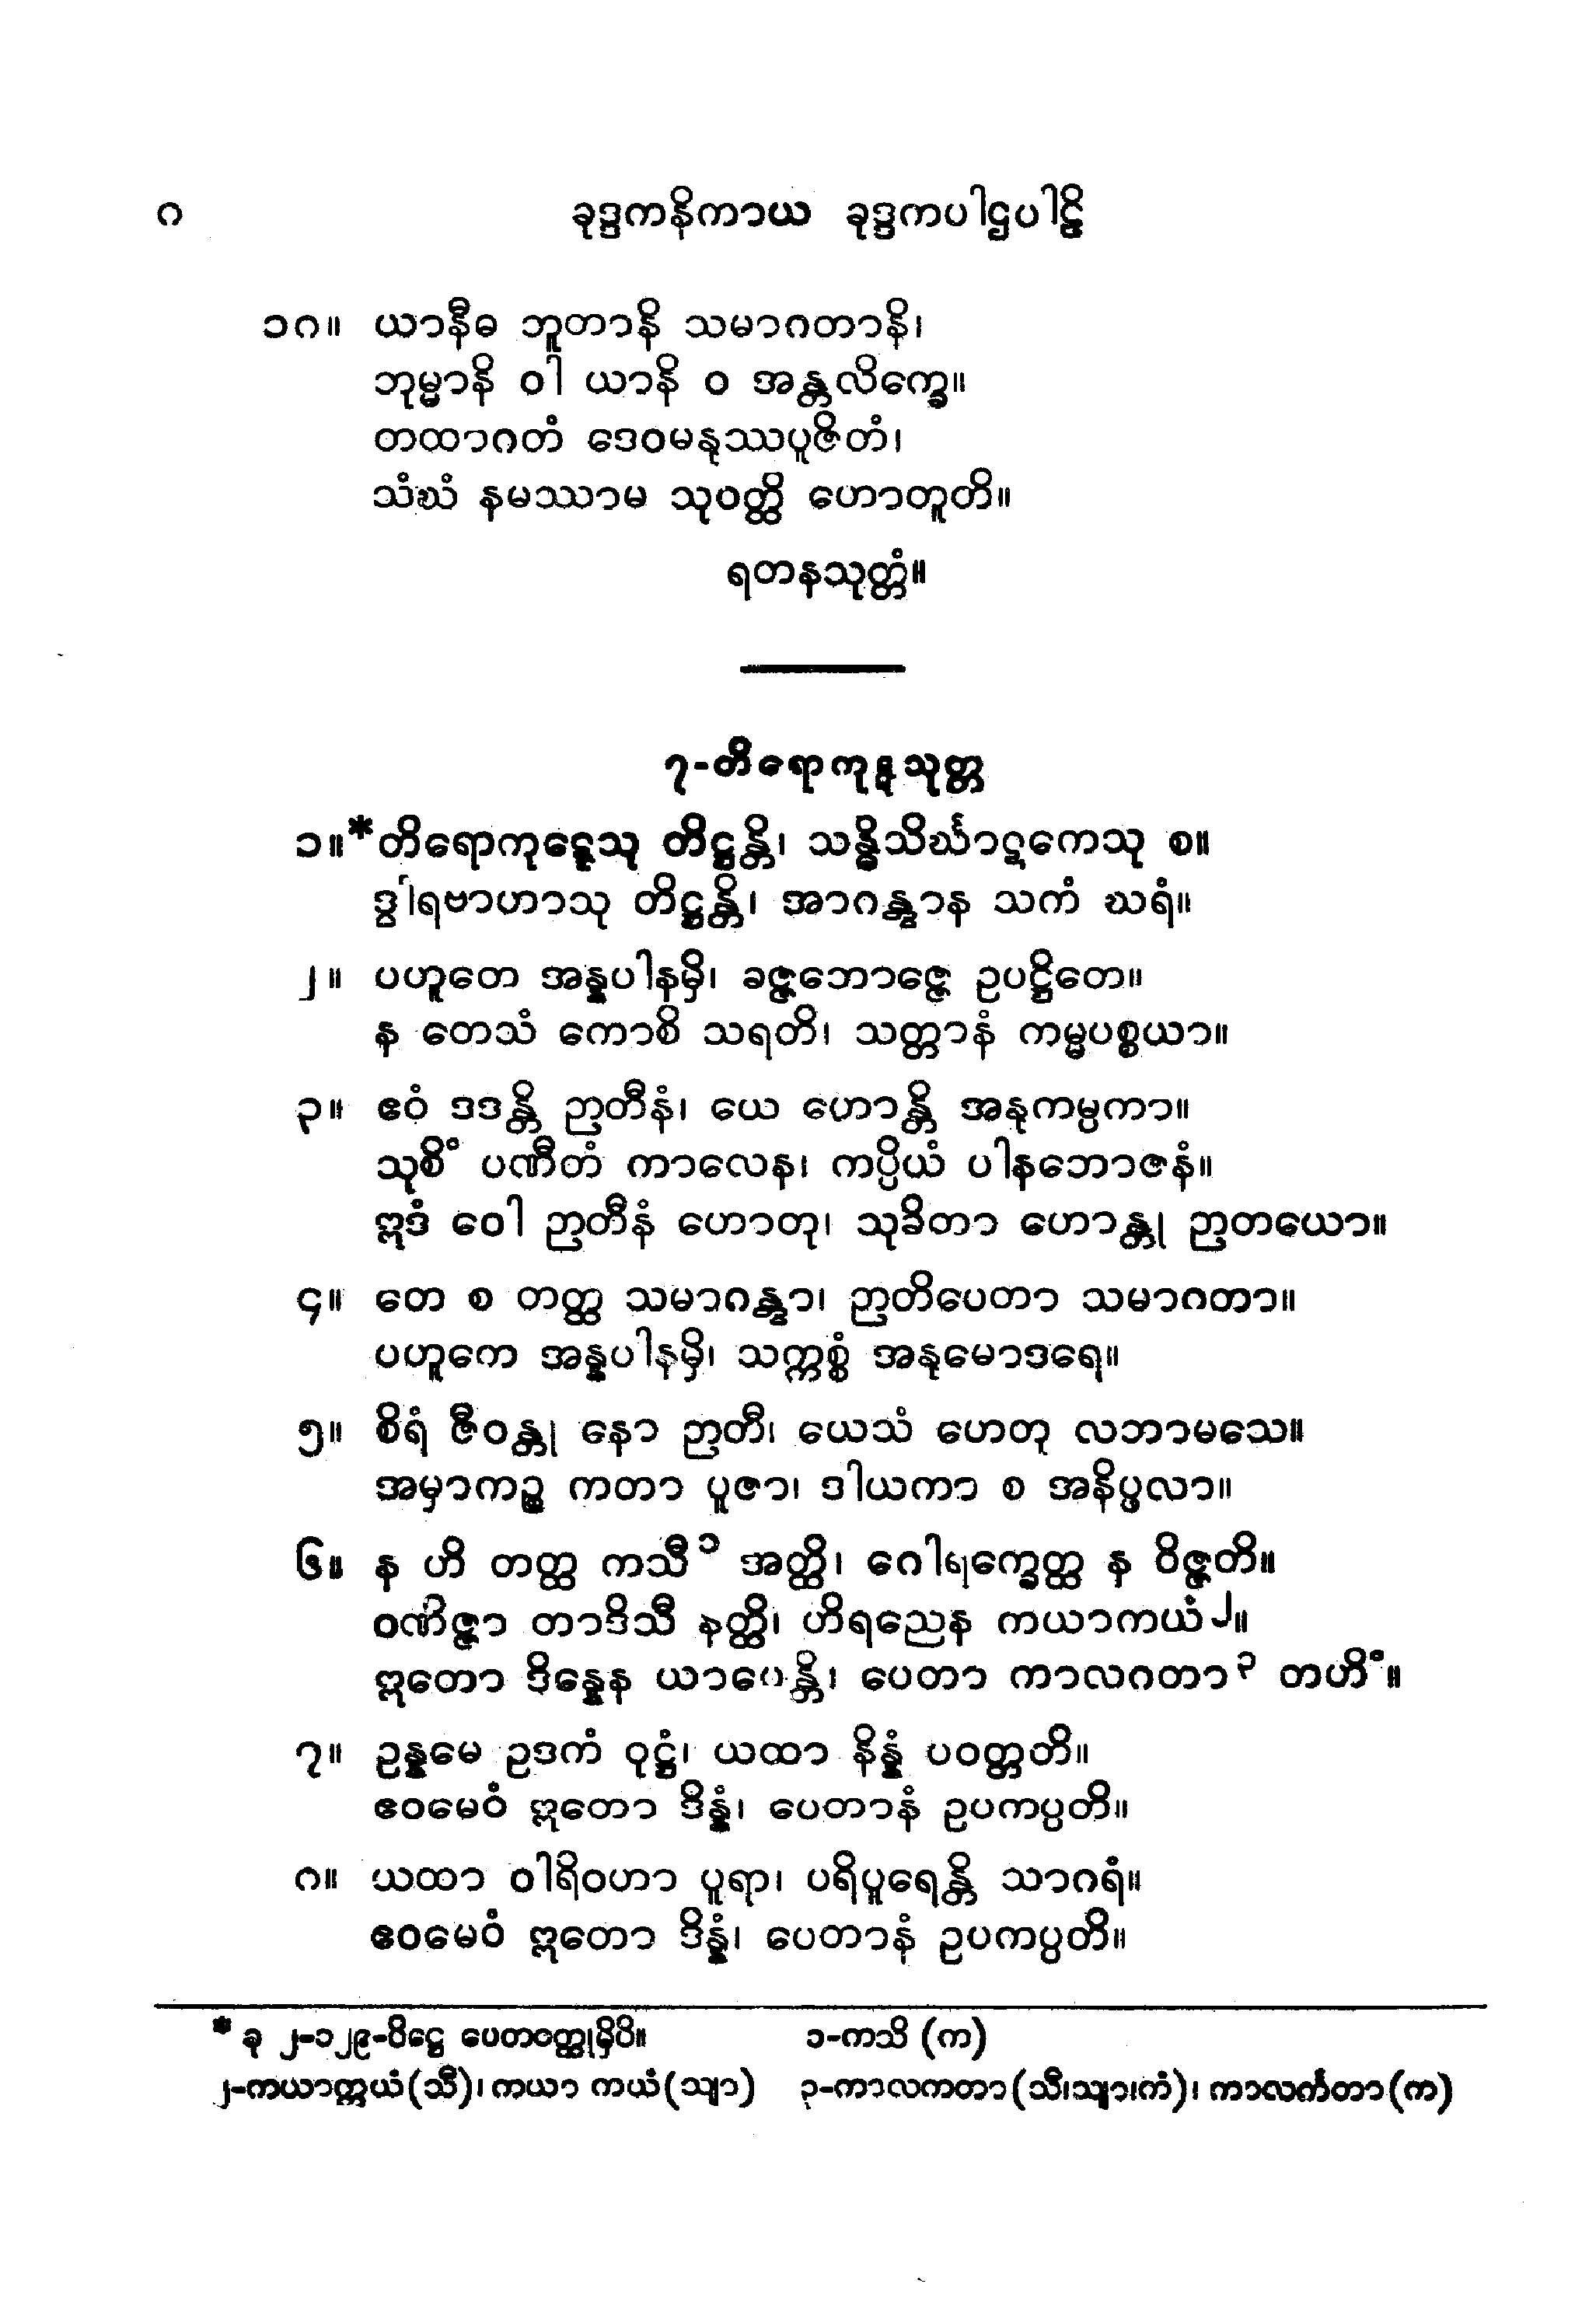 ၈ ခုဒ္ဒကနိကာယ ခုဒ္ဒကပါဌပါဠိ
၁၈။ ယာနီဓ ဘူတာနိ သမာဂတာနိ၊
ဘုမ္မာနိ ဝါ ယာနိ ဝ အန္တလိက္ခေ။
တထာဂတံ ဒေဝမနုဿပူဇိတံ၊
သံဃံ နမဿာမ သုဝတ္ထိ ဟောတူတိ။
ရတနသုတ္တံ။
၇-တိရောကုဋ္ဋသုတ္တ
၁။*တိရောကုဋ္ဋေသု တိဋ္ဌန္တိ၊ သန္ဓိသိင်္ဃာဋကေသု စ။
ဒွါရဗာဟာသု တိဋ္ဌန္တိ၊ အာဂန္တွာန သကံ ဃရံ။
၂။ ပဟူတေ အန္နပါနမှိ၊ ခဇ္ဇဘောဇ္ဇေ ဥပဋ္ဌိတေ။
န တေသံ ကောစိ သရတိ၊ သတ္တာနံ ကမ္မပစ္စယာ။
၃။ ဧဝံ ဒဒန္တိ ဉာတီနံ၊ ယေ ဟောန္တိ အနုကမ္ပကာ။
သုစိံ ပဏီတံ ကာလေန၊ ကပ္ပိယံ ပါနဘောဇနံ။
ဣဒံ ဝေါ ဉာတီနံ ဟောတု၊ သုခိတာ ဟောန္တု ဉာတယော။
၄။ တေ စ တတ္ထ သမာဂန္တွာ၊ ဉာတိပေတာ သမာဂတာ။
ပဟူကေ အန္နပါနမှိ၊ သက္ကစ္စံ အနုမောဒရေ။
၅။ စိရံ ဇီဝန္တု နော ဉာတီ၊ ယေသံ ဟေတု လဘာမသေ။
အမှာကဉ္စ ကတာ ပူဇာ၊ ဒါယကာ စ အနိပ္ဖလာ။
၆။ န ဟိ တတ္ထ ကသီ၁ အတ္ထိ၊ ဂေါရက္ခေတ္ထ န ဝိဇ္ဇတိ။
ဝဏိဇ္ဇာ တာဒိသီ နတ္ထိ၊ ဟိရညေန ကယာကယံ၂။
ဣတော ဒိန္နေန ယာပေန္တိ၊ ပေတာ ကာလဂတာ၃ တဟိံ။
၇။ ဥန္နမေ ဥဒကံ ဝုဋ္ဌံ၊ ယထာ နိန္နံ ပဝတ္တတိ။
ဧဝမေဝံ ဣတော ဒိန္နံ၊ ပေတာနံ ဥပကပ္ပတိ။
၈။ ယထာ ဝါရိဝဟာ ပူရာ၊ ပရိပူရေန္တိ သာဂရံ။
ဧဝမေဝံ ဣတော ဒိန္နံ၊ ပေတာနံ ဥပကပ္ပတိ။
* ခု ၂-၁၂၉-ပိဋ္ဌေ ပေတဝတ္ထုမှိပိ။ ၁-ကသိ (က)
၂-ကယာက္ကယံ(သီ)၊ ကယာ ကယံ(သျာ) ၃-ကာလကတာ(သီ၊သျာ၊ကံ)၊ ကာလင်္ကတာ(က)